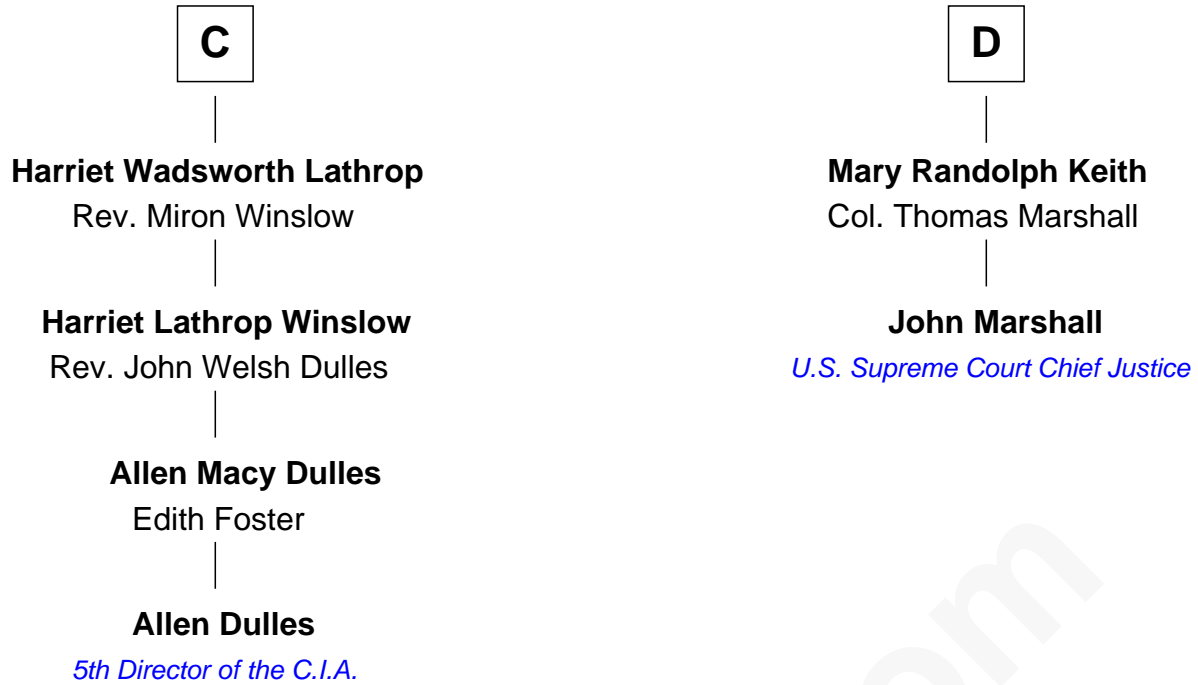 C
Harriet Wadsworth Lathrop
Rev. Miron Winslow
Harriet Lathrop Winslow
Rev. John Welsh Dulles
Allen Macy Dulles
Edith Foster
Allen Dulles
5th Director of the C.I.A.
D
Mary Randolph Keith
Col. Thomas Marshall
John Marshall
U.S. Supreme Court Chief Justice
om